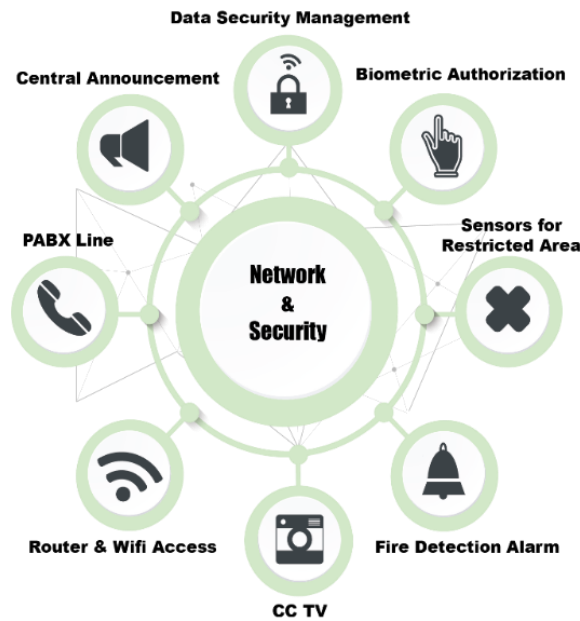 Data Security Management
Central Announcement
Biometric Authorization
PABX Line
Sensors for
Restricted Area
Network
&
Security
Router & Wifi Access
Fire Detection Alarm
CC TV